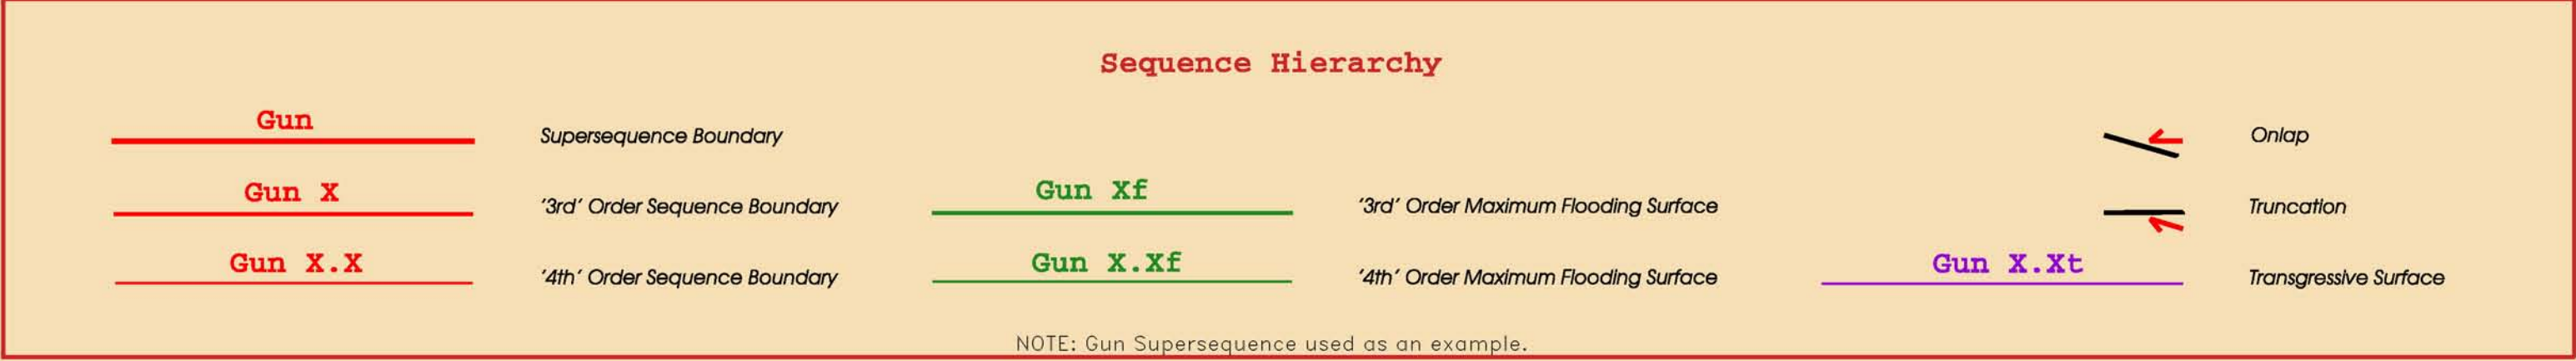 Sequence Hierarchy
Gun
Supersequence Boundary
Onlap
Gun X
'3rd' Order Sequence Boundary
Gun Xf
'3rd' Order Maximum Flooding Surface
Truncation
Gun X.X
'4th' Order Sequence Boundary
Gun X.Xf
'4th' Order Maximum Flooding Surface
Gun X.Xt
Transgressive Surface
NOTE: Gun Supersequence used as an example.